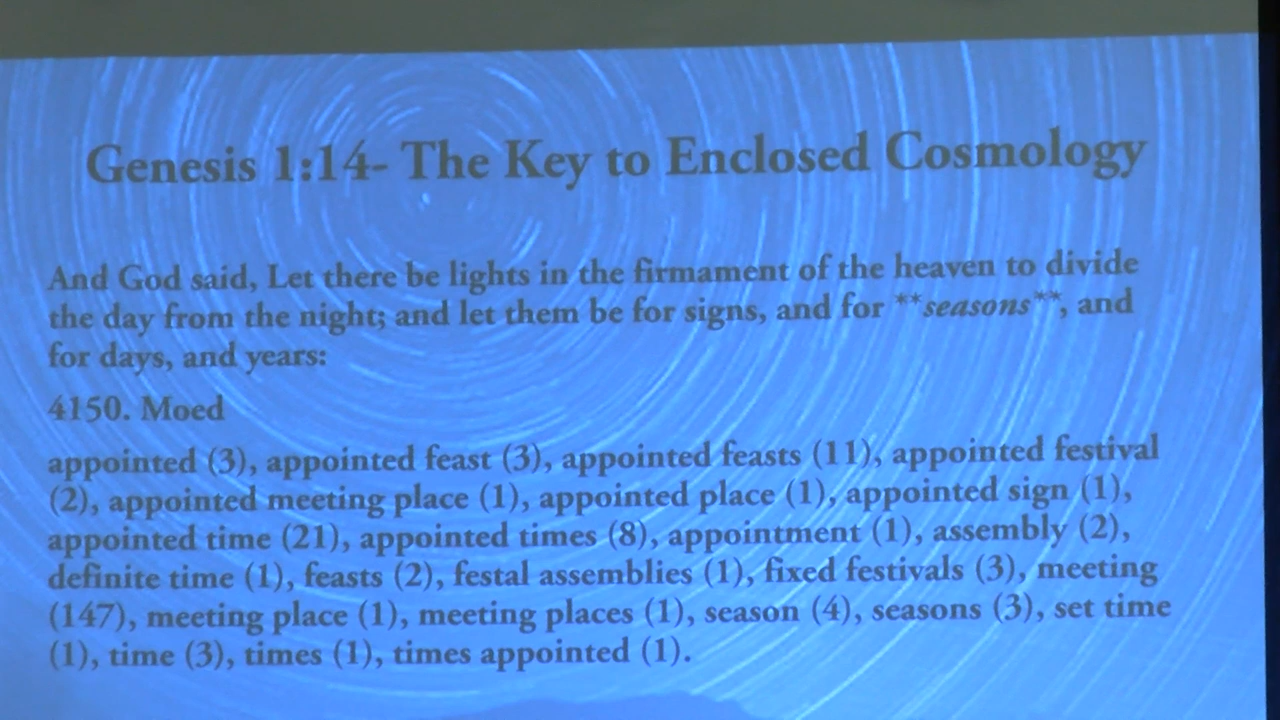 Genesis 1:14- The Key to Enclosed Cosmology
And God said, Let there be lights in the firmament of the heaven to divide
the day from the night; and let them be for signs, and for **seasons**, and
for days, and years:
4150. Moed
appointed (3), appointed feast (3), appointed feasts (11), appointed festival
(2), appointed meeting place (1), appointed place (1), appointed sign (1),
appointed time (21), appointed times (8), appointment (1), assembly (2),
definite time (1), feasts (2), festal assemblies (1), fixed festivals (3), meeting
(147), meeting place (1), meeting places (1), season (4), seasons (3), set time
(1), time (3), times (1), times appointed (1).